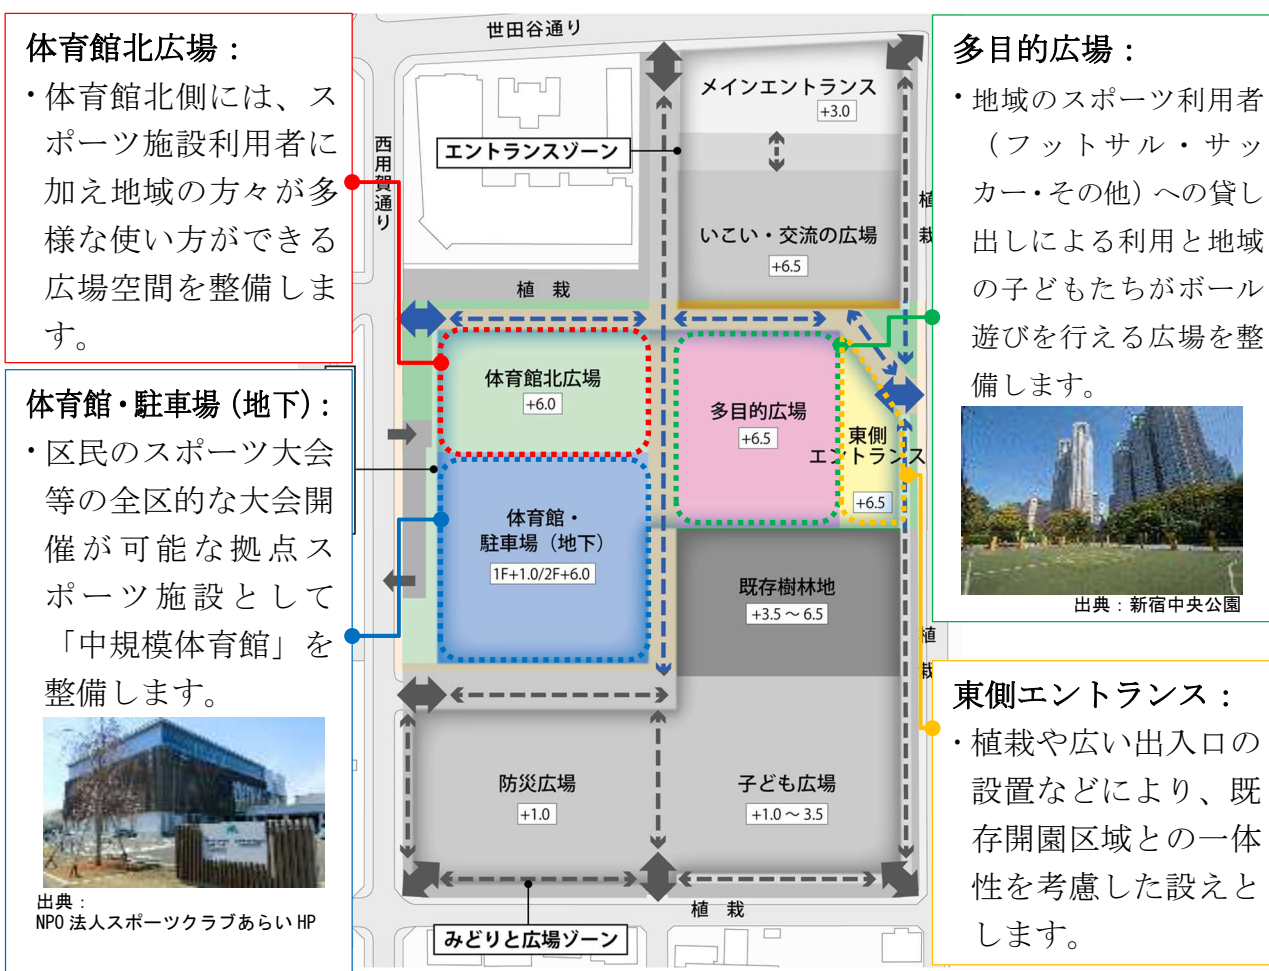 体育館北広場：
・体育館北側には、ス
ポーツ施設利用者に
加え地域の方々が多
様な使い方ができる
広場空間を整備しま
す。
体育館・駐車場（地下）：
・区民のスポーツ大会
等の全区的な大会開
催が可能な拠点ス
ポーツ施設として
「中規模体育館」を
整備します。
出典：
NPO法人スポーツクラブあらいHP
世田谷通り
西用賀通り
メインエントランス
+3.0
エントランスゾーン
いこい・交流の広場
+6.5
植栽
植　栽
体育館北広場
+6.0
多目的広場
+6.5
東側
エントランス
+6.5
体育館・
駐車場（地下）
1F+1.0/2F+6.0
既存樹林地
+3.5～6.5
植栽
防災広場
+1.0
子ども広場
+1.0～3.5
植　栽
みどりと広場ゾーン
多目的広場：
・地域のスポーツ利用者
（フットサル・サッ
カー・その他）への貸し
出しによる利用と地域
の子どもたちがボール
遊びを行える広場を整
備します。
出典：新宿中央公園
東側エントランス：
・植栽や広い出入口の
設置などにより、既
存開園区域との一体
性を考慮した設えと
します。